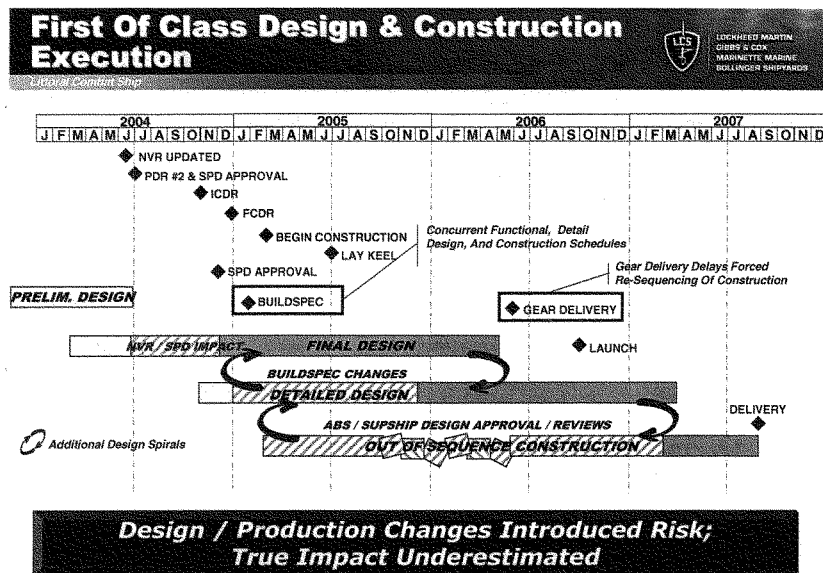 First Of Class Design & Construction
Execution
Littoral Combat Ship
LCS
LOCKHEED MARTIN
GIBBS & COX
MARINETTE MARINE
BOLLINGER SHIPYARDS
2004 2005 2006 2007
J F M A M J J A S O N D J F M A M J J A S O N D J F M A M J J A S O N D J F M A M J J A S O N D
NVR UPDATED
PDR #2 & SPD APPROVAL
ICDR
FCDR
BEGIN CONSTRUCTION
LAY KEEL
Concurrent Functional, Detail
Design, And Construction Schedules
Gear Delivery Delays Forced
Re-Sequencing Of Construction
SPD APPROVAL
PRELIM. DESIGN
BUILDSPEC
GEAR DELIVERY
NVR / SPD IMPACT
FINAL DESIGN
LAUNCH
BUILDSPEC CHANGES
DETAILED DESIGN
DELIVERY
ABS / SUPSHIP DESIGN APPROVAL / REVIEWS
Additional Design Spirals
OUT OF SEQUENCE CONSTRUCTION
Design / Production Changes Introduced Risk;
True Impact Underestimated